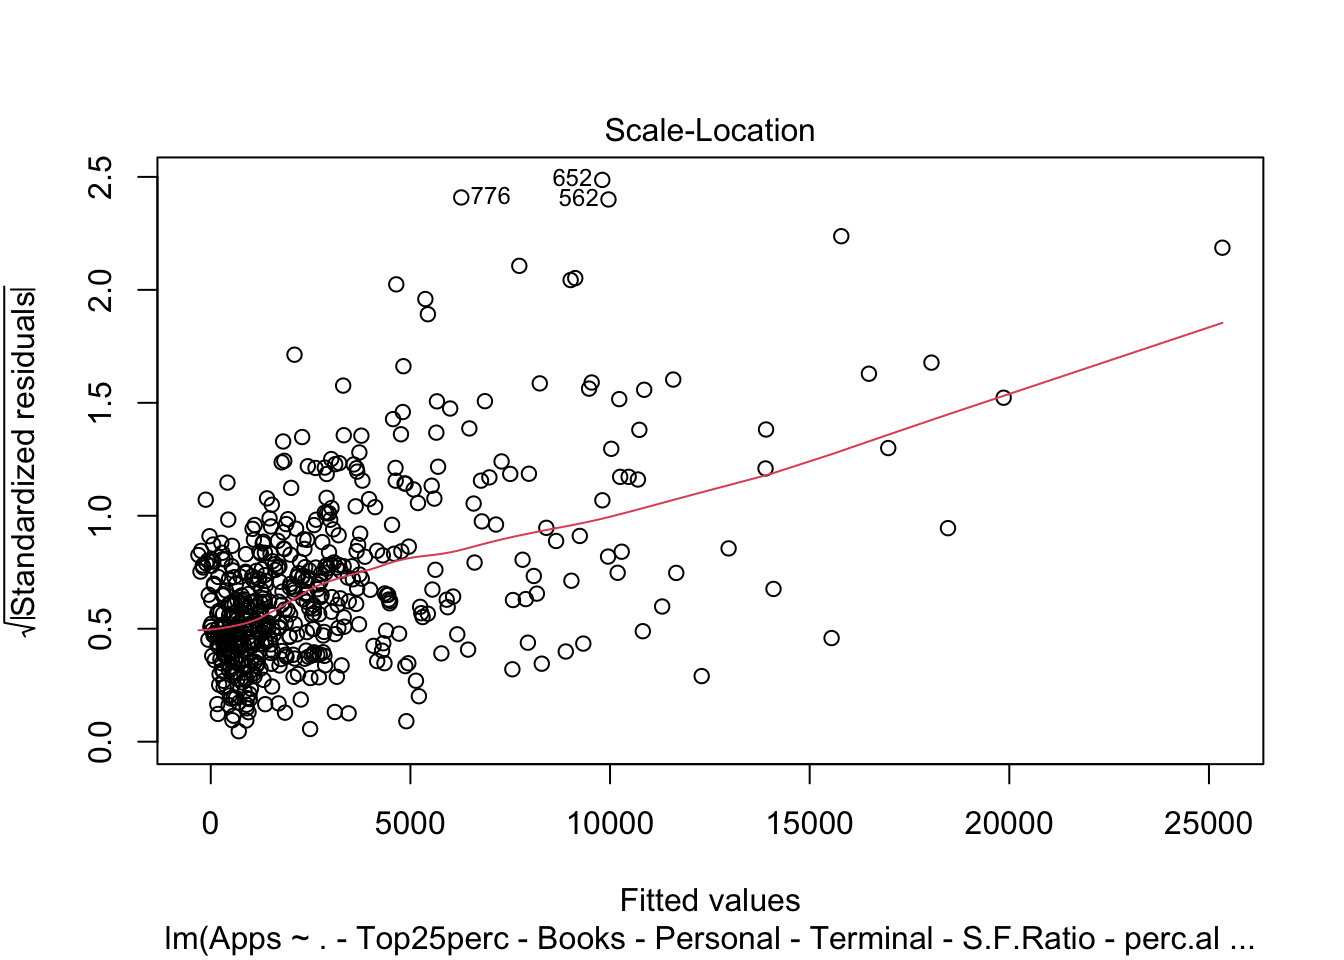 Scale-Location
√|Standardized residuals|
2.5
2.0
1.5
1.0
0.5
0.0
652
776
562
0 5000 10000 15000 20000 25000
Fitted values
lm(Apps ~ . - Top25perc - Books - Personal - Terminal - S.F.Ratio - perc.al ...